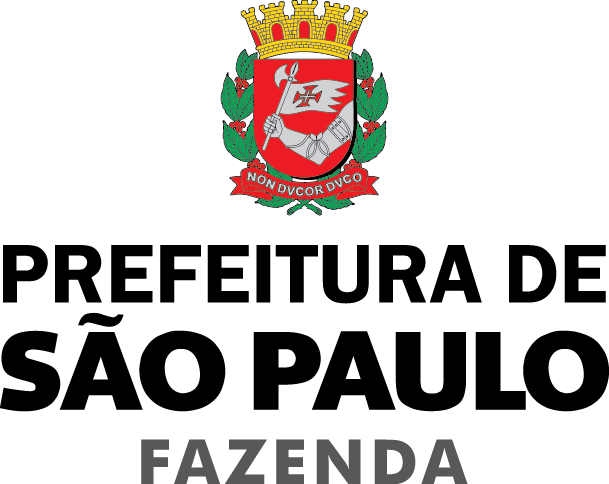 NON DVCOR DVCO
PREFEITURA DE
SÃO PAULO
FAZENDA